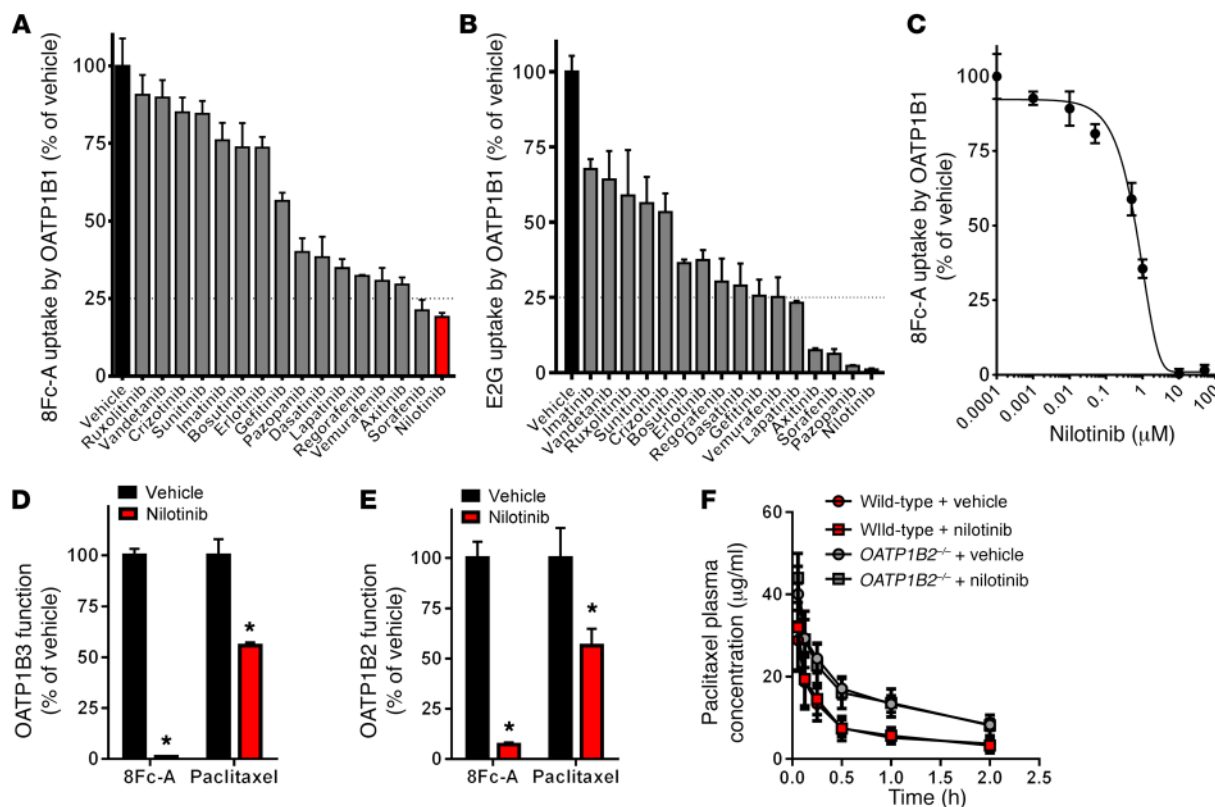 A
8Fc-A uptake by OATP1B1 (% of vehicle)
100
75
50
25
0
Vehicle
Ruxolitinib
Vandetanib
Crizotinib
Sunitinib
Imatinib
Bosutinib
Erlotinib
Gefitinib
Pazopanib
Dasatinib
Lapatinib
Regorafenib
Vemurafenib
Axitinib
Sorafenib
Nilotinib
B
E2G uptake by OATP1B1 (% of vehicle)
100
75
50
25
0
Vehicle
Imatinib
Vandetanib
Ruxolitinib
Sunitinib
Crizotinib
Bosutinib
Erlotinib
Regorafenib
Dasatinib
Gefitinib
Vemurafenib
Lapatinib
Axitinib
Sorafenib
Pazopanib
Nilotinib
C
8Fc-A uptake by OATP1B1
(% of vehicle)
100
75
50
25
0
0.0001
0.001
0.01
0.1
1
10
100
Nilotinib (μM)
D
Vehicle
Nilotinib
OATP1B3 function
(% of vehicle)
100
75
50
25
0
*
*
8Fc-A
Paclitaxel
E
Vehicle
Nilotinib
OATP1B2 function
(% of vehicle)
100
75
50
25
0
*
*
8Fc-A
Paclitaxel
F
Wild-type + vehicle
WIld-type + nilotinib
OATP1B2–/– + vehicle
OATP1B2–/– + nilotinib
Paclitaxel plasma
concentration (μg/ml)
60
40
20
0
0.0
0.5
1.0
1.5
2.0
2.5
Time (h)